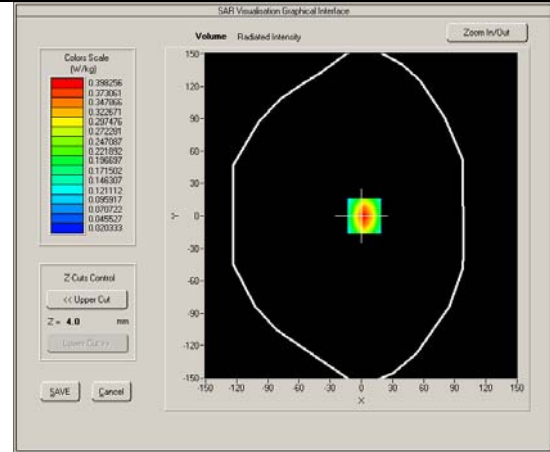 SAR Visualisation Graphical Interface
Volume Radiated Intensity
Zoom In/Out
Colors Scale
(W/kg)
0.398256
0.373061
0.347866
0.322671
0.297476
0.272281
0.247087
0.221892
0.196697
0.171502
0.146307
0.121112
0.095917
0.070722
0.045527
0.020333
Z-Cuts Control
<< Upper Cut
Z = 4.0 mm
Lower Cut >>
SAVE Cancel
150-
120-
90-
60-
30-
0-
-30-
-60-
-90-
-120-
-150-
Y
-150 -120 -90 -60 -30 0 30 60 90 120 150
X